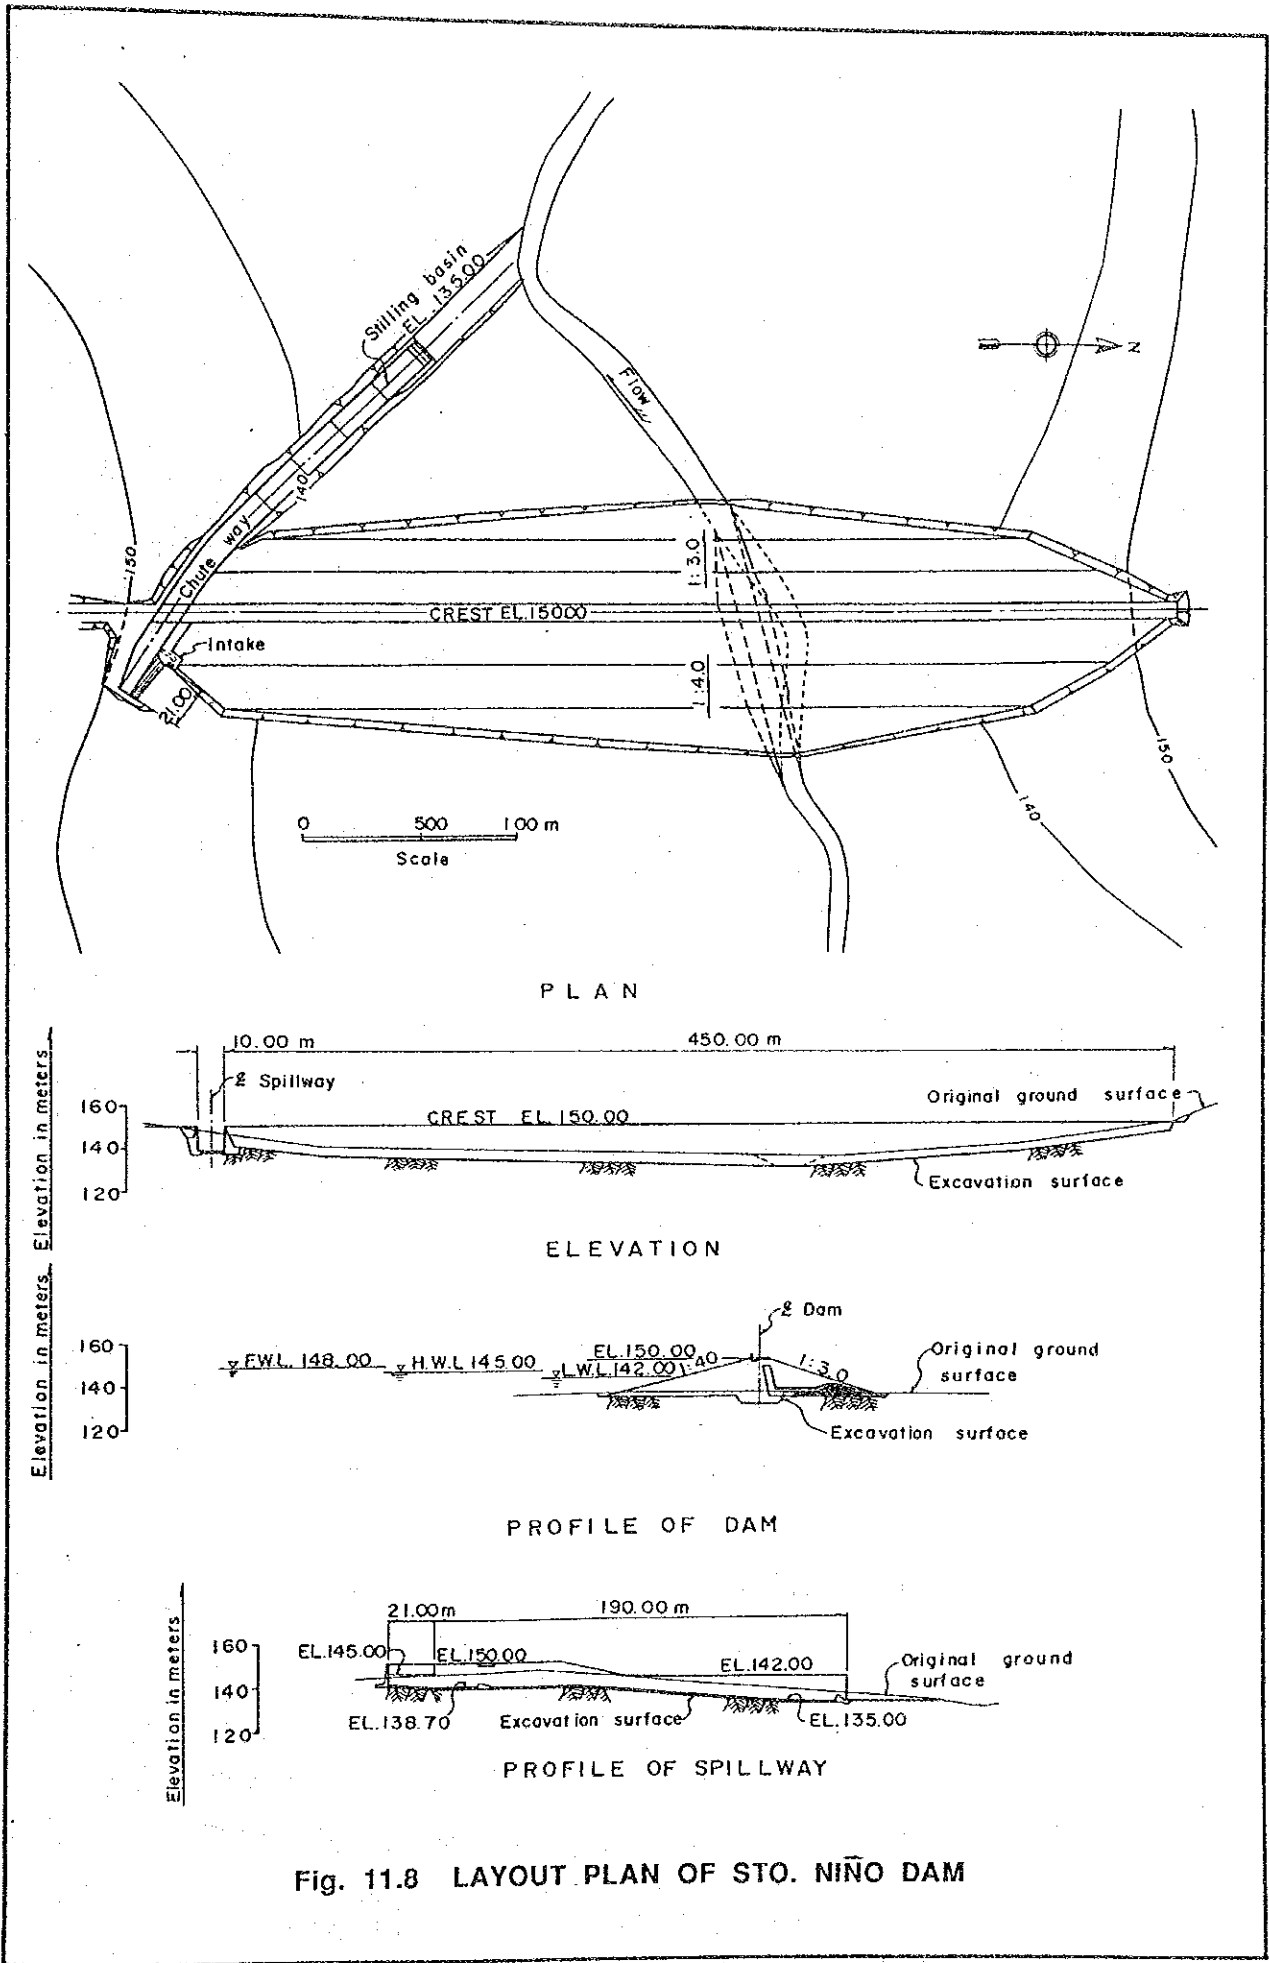 Stilling basin
EL. 135.00
Flow
N
140
1:3.0
150
Chute way
CREST EL.150.00
Intake
1:4.0
21.00
150
140
0 500 100 m
Scale
PLAN
Elevation in meters
10.00 m
450.00 m
℄ Spillway
Original ground surface
160
CREST EL.150.00
140
120
Excavation surface
ELEVATION
Elevation in meters
℄ Dam
160
F.W.L. 148.00
H.W.L 145.00
EL.150.00
L.W.L.142.00
1:40
1:3.0
Original ground
surface
140
120
Excavation surface
PROFILE OF DAM
Elevation in meters
21.00m
190.00 m
160
EL.145.00
EL.150.00
EL.142.00
Original ground
surface
140
120
EL.138.70
Excavation surface
EL.135.00
PROFILE OF SPILLWAY
Fig. 11.8 LAYOUT PLAN OF STO. NIÑO DAM